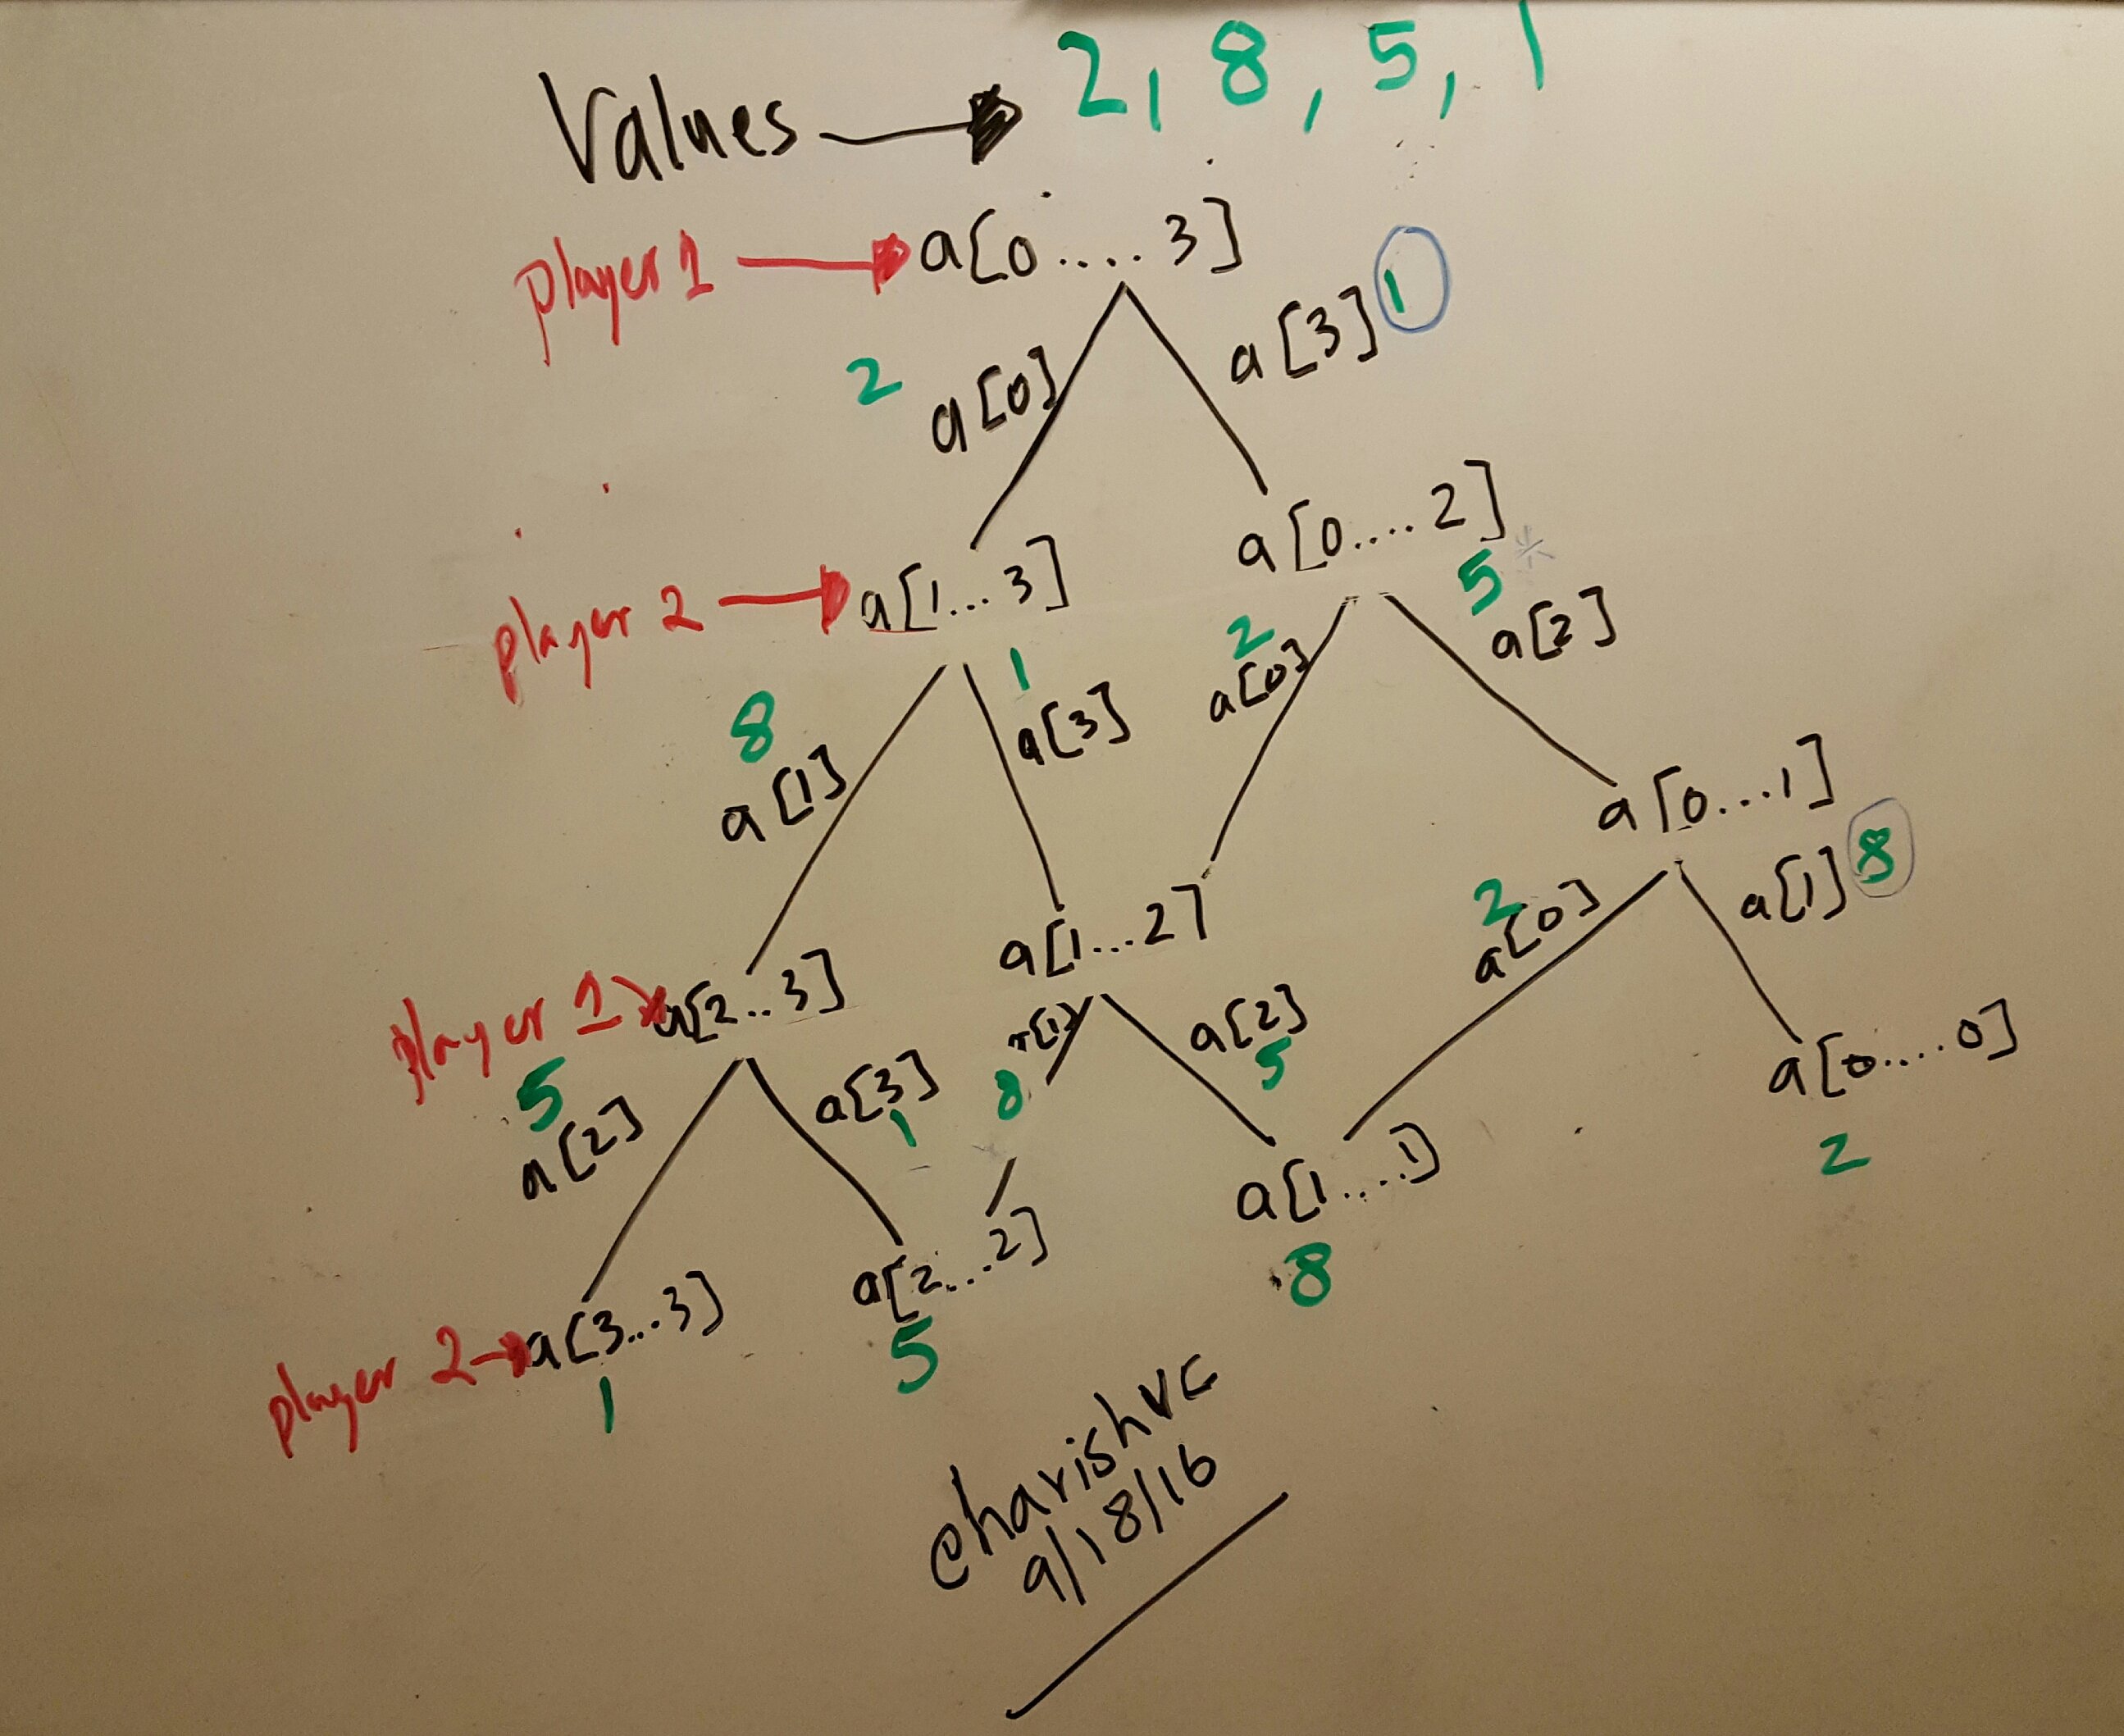 Values → 2, 8, 5, 1
player 1 → a[0....3]
2 a[0]
a[3] 1
player 2 → a[1...3]
a[0....2]
8 a[1]
1 a[3]
2 a[0]
5 a[2]
player 1 → a[2..3]
a[1...2]
a[0...1]
5 a[2]
a[3] 1
a[1] 8
a[2] 5
2 a[0]
a[1] 8
player 2 → a[3...3] 1
a[2...2] 5
a[1....1] 8
a[0....0] 2
@harishvc
9/18/16